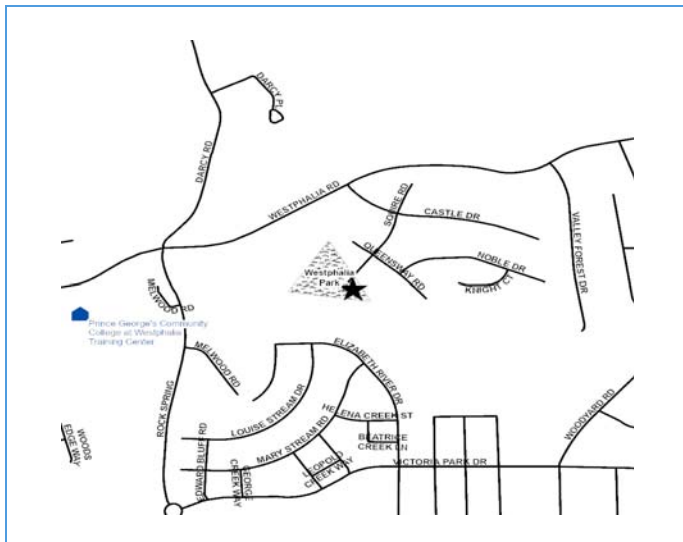 DARCY PL
DARCY RD
WESTPHALIA RD
SQUIRE RD
CASTLE DR
VALLEY FOREST DR
QUEENSWAY RD
NOBLE DR
KNIGHT CT
Westphalia
Park
MELWOOD RD
Prince George's Community
College at Westphalia
Training Center
MELWOOD RD
ROCK SPRING
ELIZABETH RIVER DR
LOUISE STREAM DR
HELENA CREEK ST
MARY STREAM RD
BEATRICE
CREEK LN
WOODYARD RD
WOODS
EDGE WAY
EDWARD BLUFF RD
GEORGE
CREEK WAY
LEOPOLD
CREEK WAY
VICTORIA PARK DR